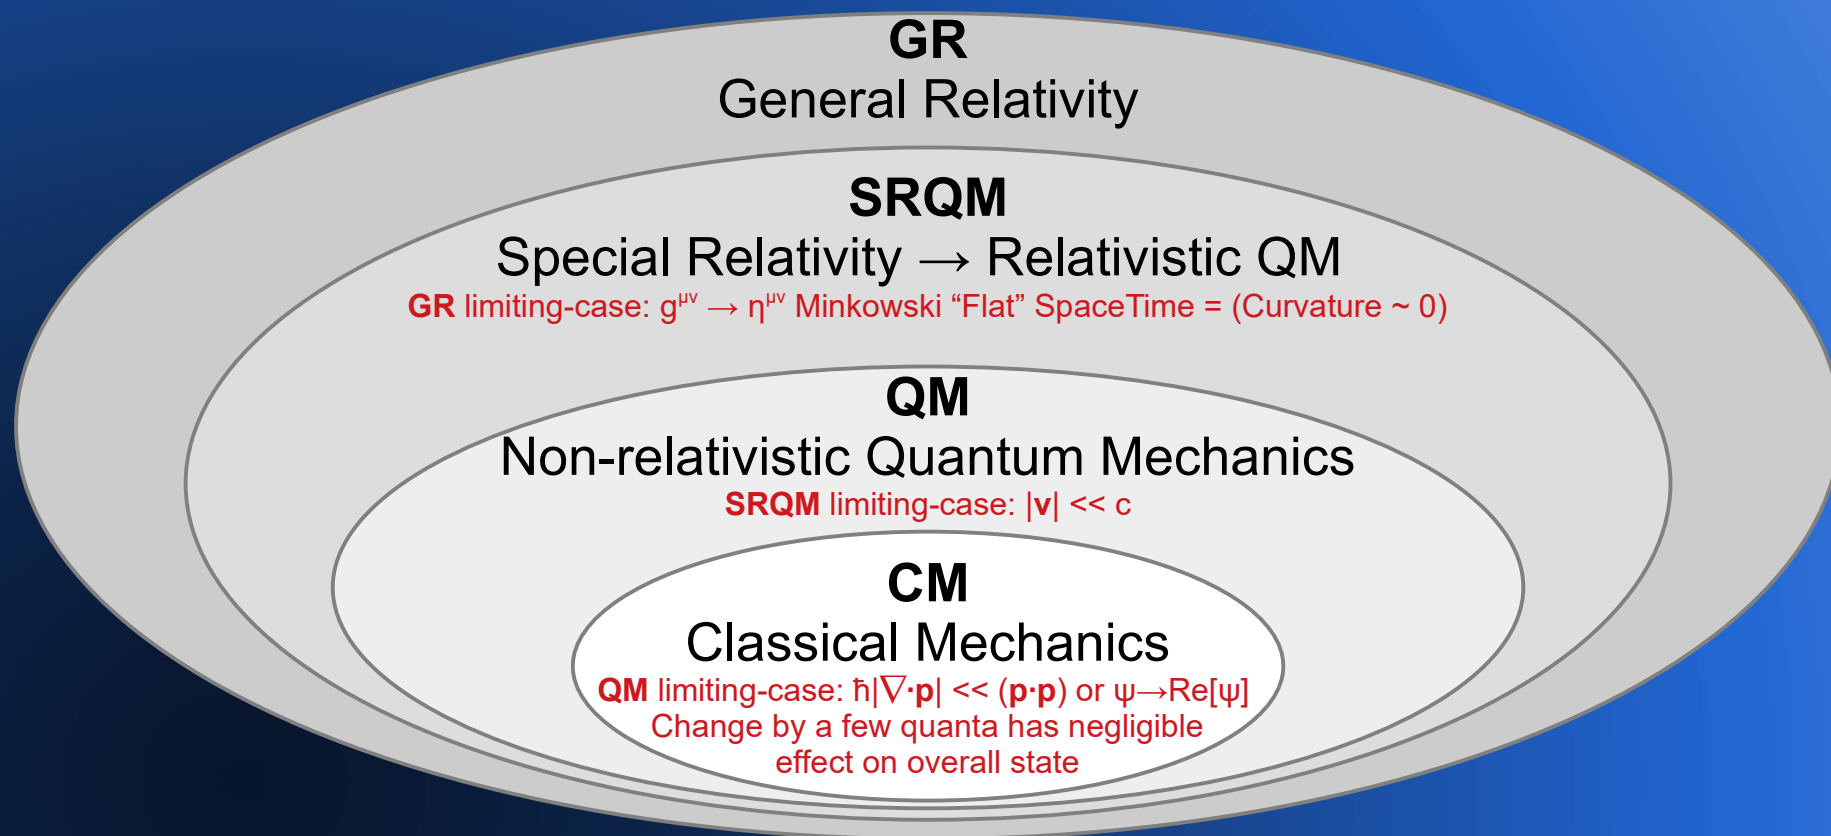 GR
General Relativity
SRQM
Special Relativity → Relativistic QM
GR limiting-case: g^μν → η^μν Minkowski “Flat” SpaceTime = (Curvature ~ 0)
QM
Non-relativistic Quantum Mechanics
SRQM limiting-case: |v| << c
CM
Classical Mechanics
QM limiting-case: ħ|∇·p| << (p·p) or ψ→Re[ψ]
Change by a few quanta has negligible
effect on overall state